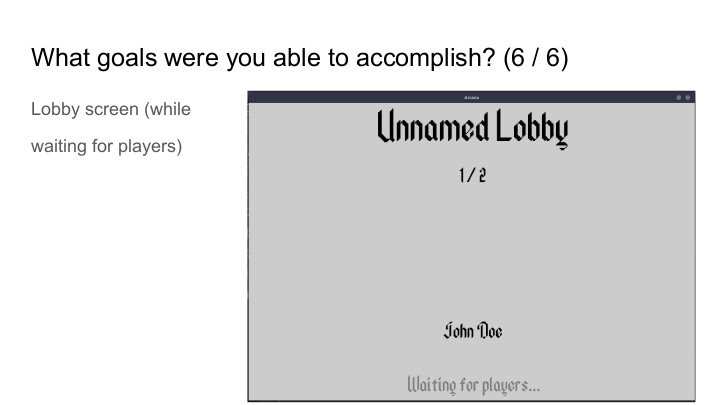 What goals were you able to accomplish? (6 / 6)
Lobby screen (while
waiting for players)
Arcane
Unnamed Lobby
1 / 2
John Doe
Waiting for players...